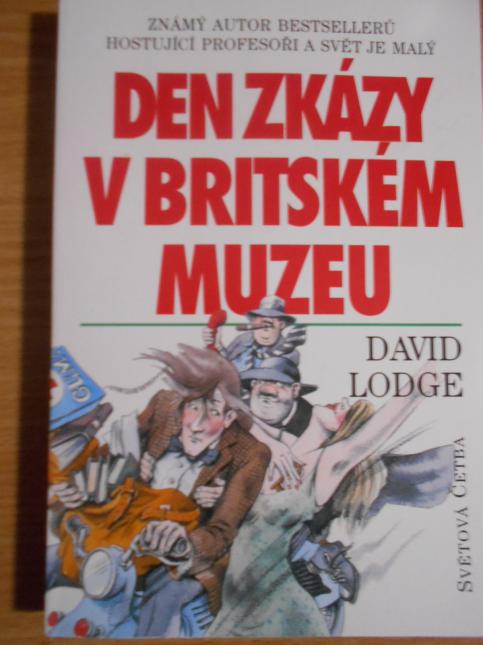 ZNÁMÝ AUTOR BESTSELLERŮ
HOSTUJÍCÍ PROFESOŘI A SVĚT JE MALÝ
DEN ZKÁZY
V BRITSKÉM
MUZEU
DAVID
LODGE
SVĚTOVÁ ČETBA